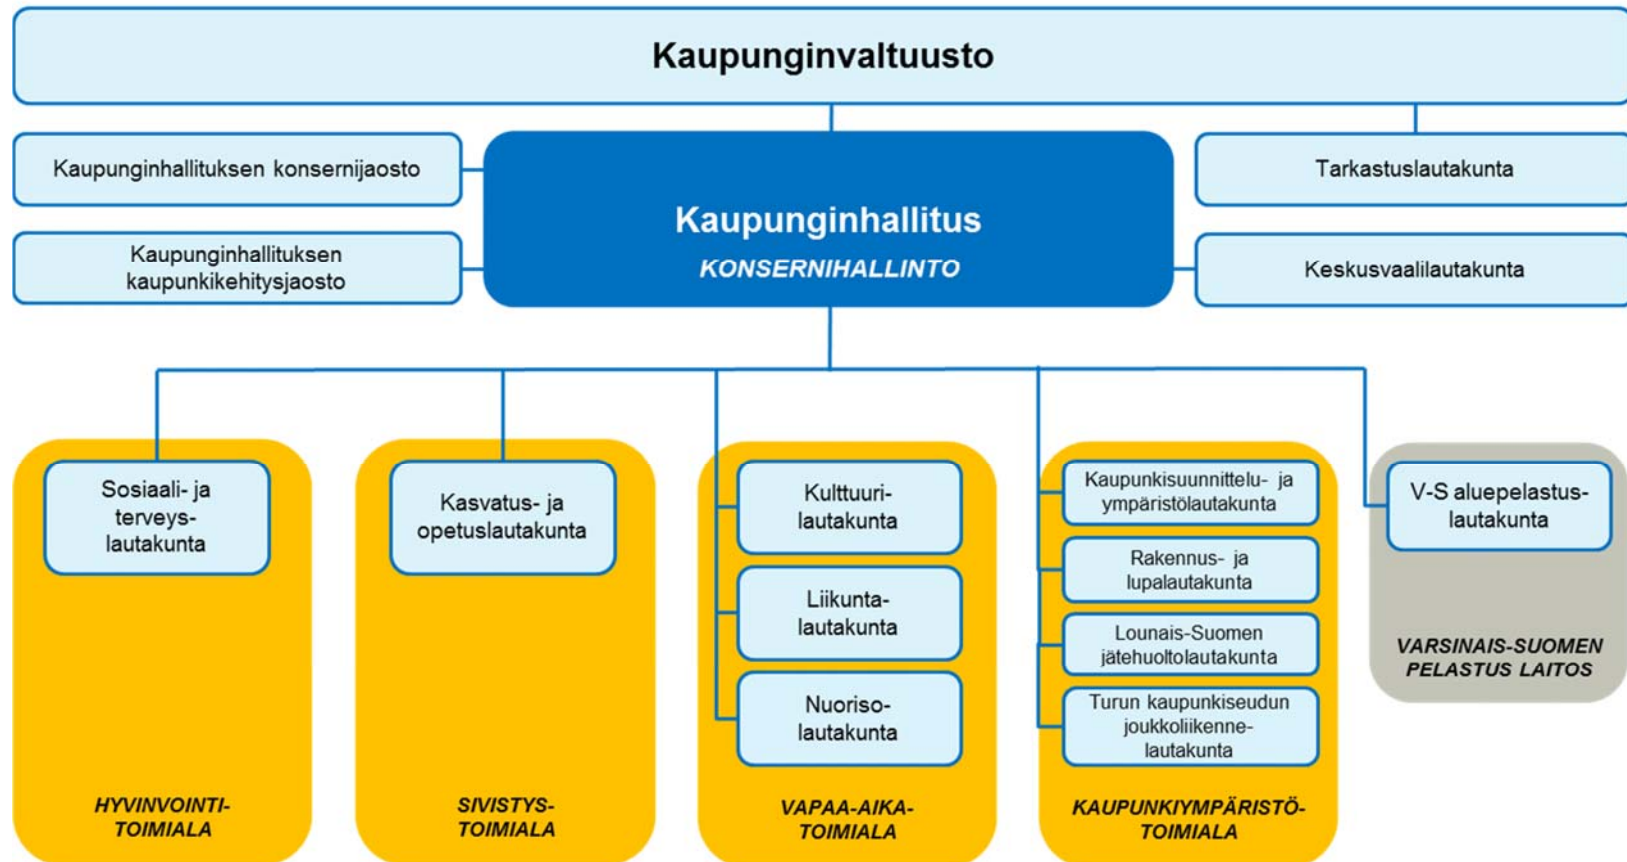 Kaupunginvaltuusto
Kaupunginhallituksen konsernijaosto
Kaupunginhallituksen
kaupunkikehitysjaosto
Kaupunginhallitus
KONSERNIHALLINTO
Tarkastuslautakunta
Keskusvaalilautakunta
Sosiaali- ja
terveys-
lautakunta
HYVINVOINTI-
TOIMIALA
Kasvatus- ja
opetuslautakunta
SIVISTYS-
TOIMIALA
Kulttuuri-
lautakunta
Liikunta-
lautakunta
Nuoriso-
lautakunta
VAPAA-AIKA-
TOIMIALA
Kaupunkisuunnittelu- ja
ympäristölautakunta
Rakennus- ja
lupalautakunta
Lounais-Suomen
jätehuoltolautakunta
Turun kaupunkiseudun
joukkoliikenne-
lautakunta
KAUPUNKIYMPÄRISTÖ-
TOIMIALA
V-S aluepelastus-
lautakunta
VARSINAIS-SUOMEN
PELASTUS LAITOS